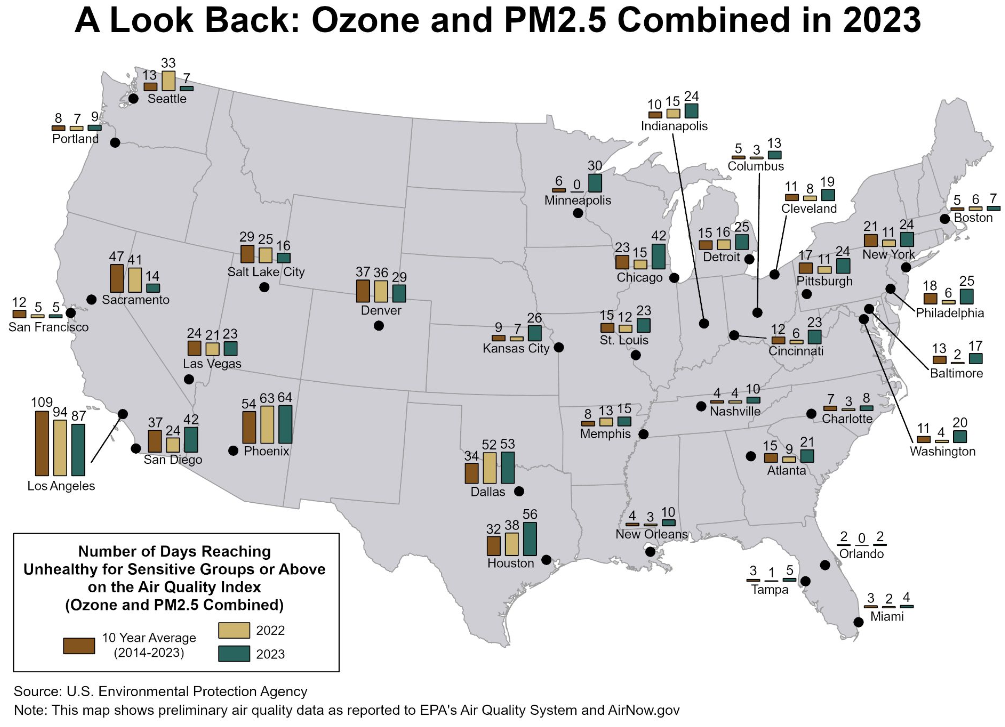 A Look Back: Ozone and PM2.5 Combined in 2023
13 33 7
Seattle
8 7 9
Portland
10 15 24
Indianapolis
5 3 13
Columbus
6 0 30
Minneapolis
11 8 19
Cleveland
5 6 7
Boston
21 11 24
New York
15 16 25
Detroit
23 15 42
Chicago
17 11 24
Pittsburgh
29 25 16
Salt Lake City
47 41 14
Sacramento
37 36 29
Denver
18 6 25
Philadelphia
12 5 5
San Francisco
9 7 26
Kansas City
15 12 23
St. Louis
12 6 23
Cincinnati
24 21 23
Las Vegas
13 2 17
Baltimore
109 94 87
Los Angeles
37 24 42
San Diego
54 63 64
Phoenix
4 4 10
Nashville
7 3 8
Charlotte
8 13 15
Memphis
11 4 20
Washington
15 9 21
Atlanta
34 52 53
Dallas
32 38 56
Houston
4 3 10
New Orleans
2 0 2
Orlando
3 1 5
Tampa
3 2 4
Miami
Number of Days Reaching
Unhealthy for Sensitive Groups or Above
on the Air Quality Index
(Ozone and PM2.5 Combined)
10 Year Average
(2014-2023)
2022
2023
Source: U.S. Environmental Protection Agency
Note: This map shows preliminary air quality data as reported to EPA's Air Quality System and AirNow.gov